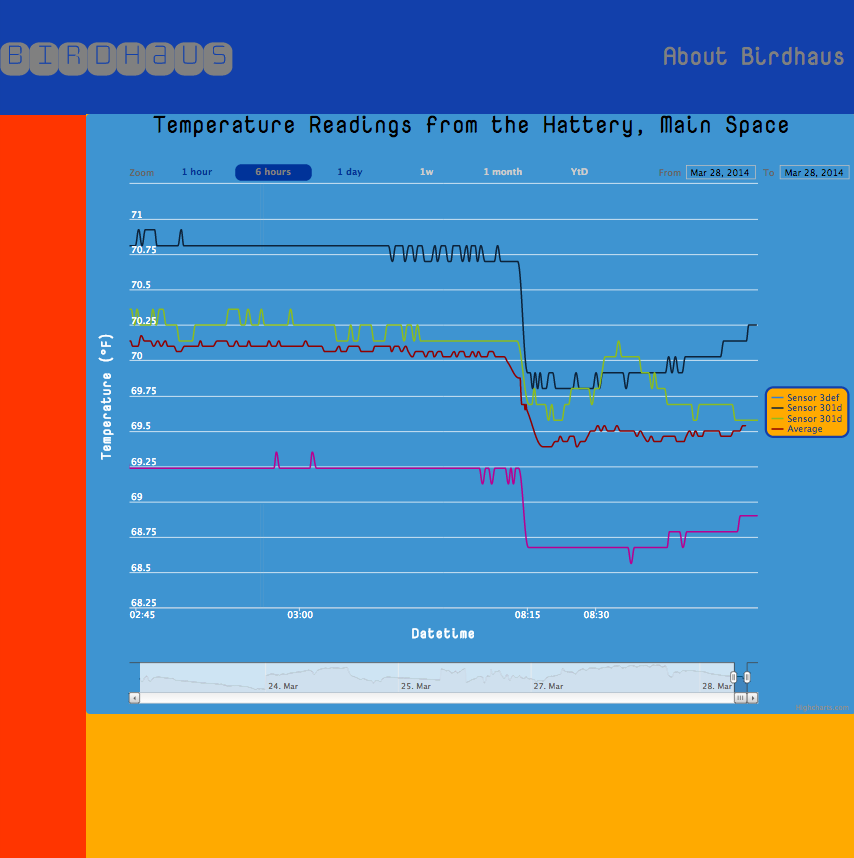 BIRDHAUS
About Birdhaus
Temperature Readings from the Hattery, Main Space
Zoom 1 hour 6 hours 1 day 1w 1 month YtD From Mar 28, 2014 To Mar 28, 2014
Temperature (°F)
71
70.75
70.5
70.25
70
69.75
69.5
69.25
69
68.75
68.5
68.25
Sensor 3def
Sensor 301d
Sensor 301d
Average
02:45 03:00 08:15 08:30
Datetime
24. Mar 25. Mar 27. Mar 28. Mar
Highcharts.com